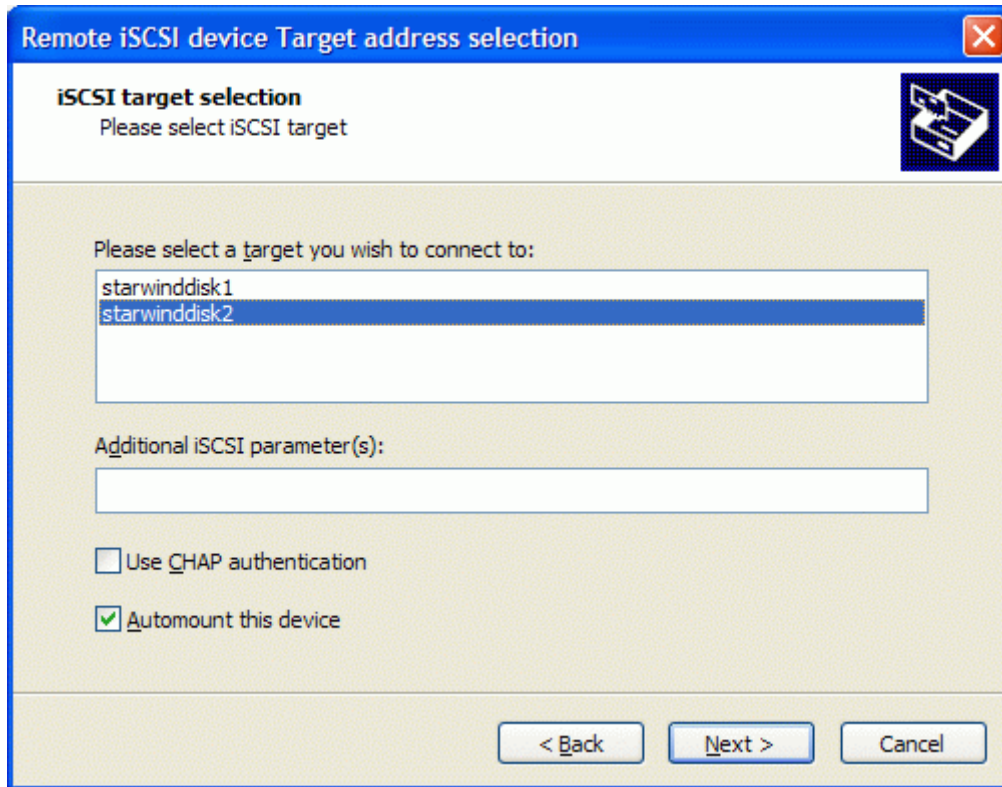 Remote iSCSI device Target address selection
iSCSI target selection
Please select iSCSI target
Please select a target you wish to connect to:
starwinddisk1
starwinddisk2
Additional iSCSI parameter(s):
Use CHAP authentication
Automount this device
< Back
Next >
Cancel